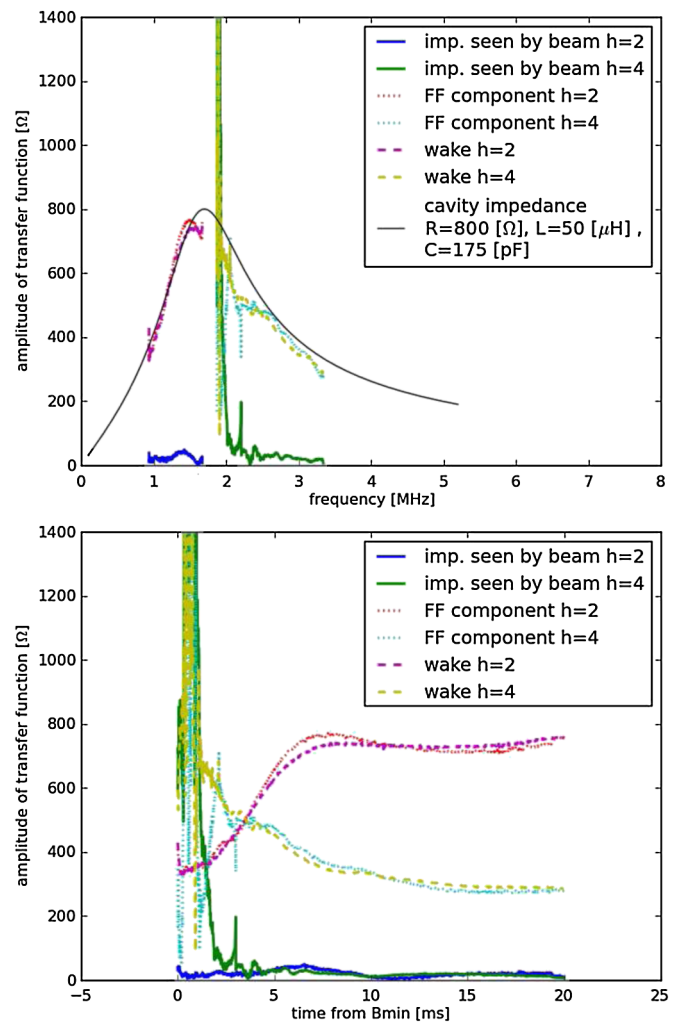 1400
1200
1000
800
600
400
200
0
amplitude of transfer function [Ω]
imp. seen by beam h=2
imp. seen by beam h=4
FF component h=2
FF component h=4
wake h=2
wake h=4
cavity impedance
R=800 [Ω], L=50 [μH] ,
C=175 [pF]
0 1 2 3 4 5 6 7 8
frequency [MHz]
1400
1200
1000
800
600
400
200
0
amplitude of transfer function [Ω]
imp. seen by beam h=2
imp. seen by beam h=4
FF component h=2
FF component h=4
wake h=2
wake h=4
−5 0 5 10 15 20 25
time from Bmin [ms]